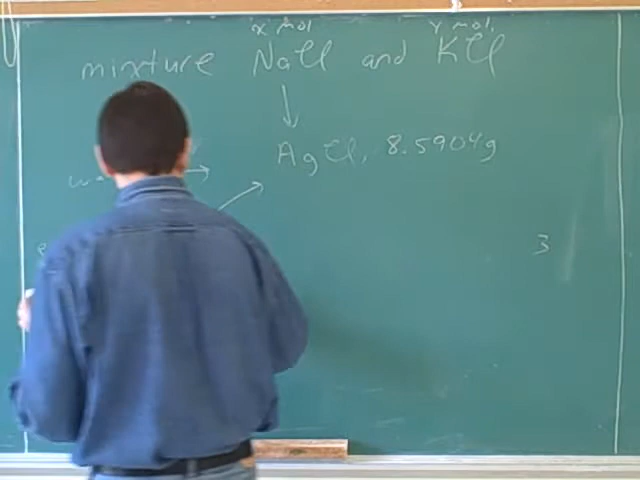 x mol y mol
mixture NaCl and KCl
AgCl, 8.5904g
3